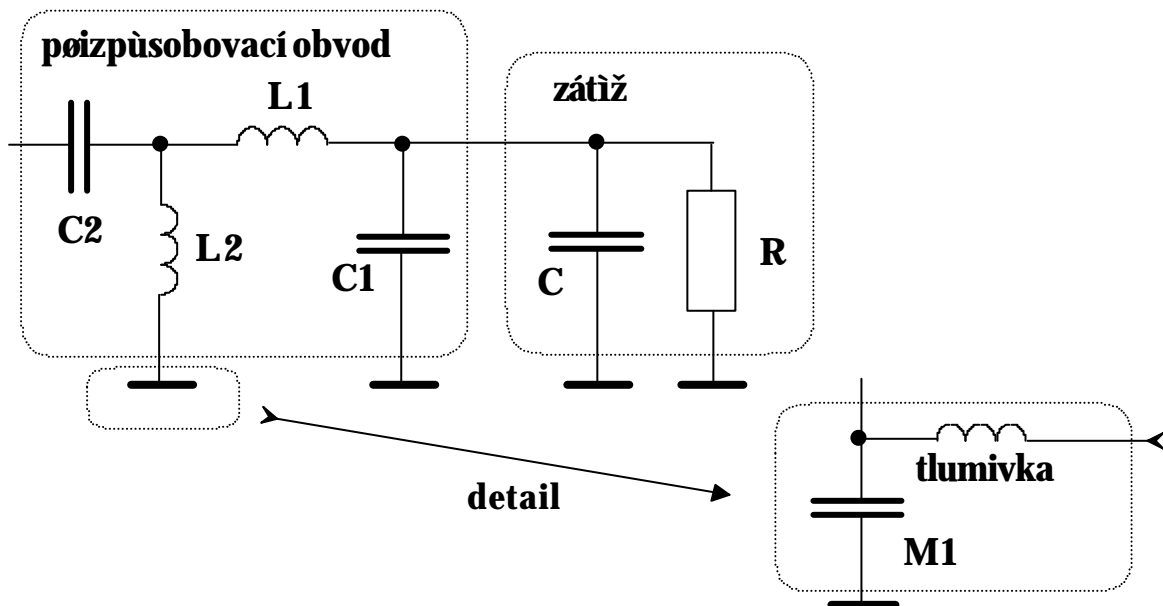 pøizpùsobovací obvod
zátìž
L1
C2
L2
C1
C
R
detail
tlumivka
M1